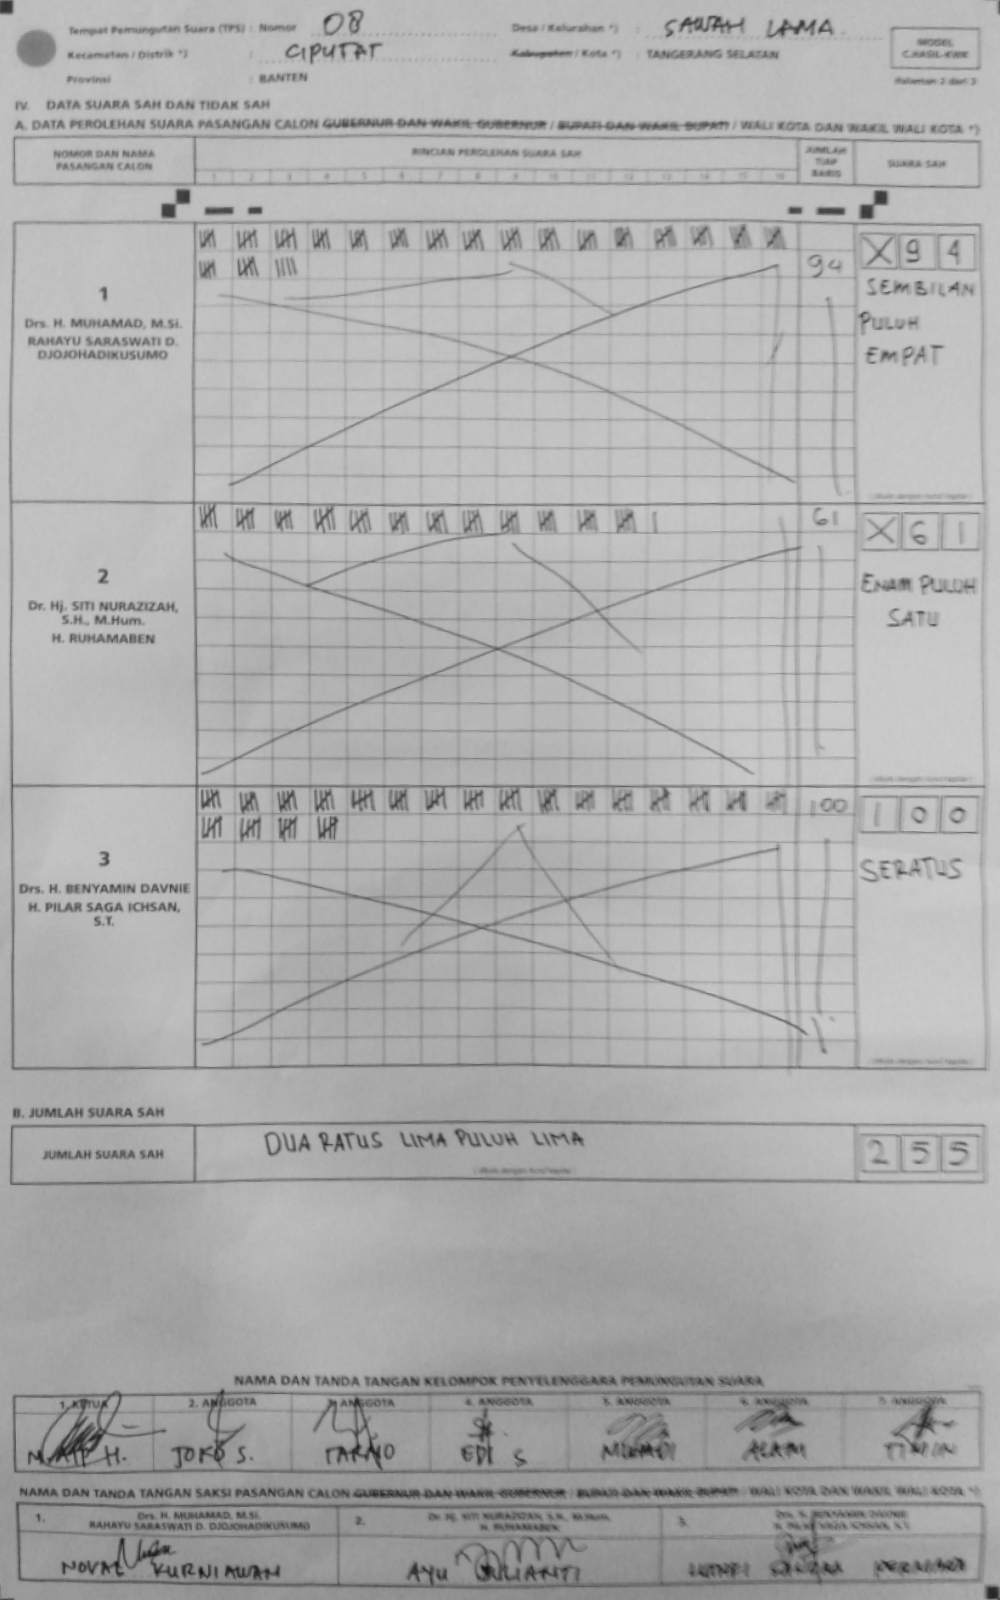 Tempat Pemungutan Suara (TPS) : Nomor 08 Desa / Kelurahan *) : SAWAH LAMA
Kecamatan / Distrik *) : CIPUTAT Kabupaten / Kota *) : TANGERANG SELATAN
Provinsi : BANTEN
MODEL
C.HASIL-KWK
Halaman 2 dari 3
IV. DATA SUARA SAH DAN TIDAK SAH
A. DATA PEROLEHAN SUARA PASANGAN CALON GUBERNUR DAN WAKIL GUBERNUR / BUPATI DAN WAKIL BUPATI / WALI KOTA DAN WAKIL WALI KOTA *)
NOMOR DAN NAMA
PASANGAN CALON
RINCIAN PEROLEHAN SUARA SAH
1 2 3 4 5 6 7 8 9 10 11 12 13 14 15 16
JUMLAH
TIAP
BARIS
SUARA SAH
1
Drs. H. MUHAMAD, M.Si.
RAHAYU SARASWATI D.
DJOJOHADIKUSUMO
94
X 9 4
SEMBILAN
PULUH
EMPAT
(ditulis dengan huruf kapital)
2
Dr. Hj. SITI NURAZIZAH,
S.H., M.Hum.
H. RUHAMABEN
61
X 6 1
ENAM PULUH
SATU
(ditulis dengan huruf kapital)
3
Drs. H. BENYAMIN DAVNIE
H. PILAR SAGA ICHSAN,
S.T.
100
1 0 0
SERATUS
(ditulis dengan huruf kapital)
B. JUMLAH SUARA SAH
JUMLAH SUARA SAH
DUA RATUS LIMA PULUH LIMA
(ditulis dengan huruf kapital)
2 5 5
NAMA DAN TANDA TANGAN KELOMPOK PENYELENGGARA PEMUNGUTAN SUARA
1. KETUA 2. ANGGOTA 3. ANGGOTA 4. ANGGOTA 5. ANGGOTA 6. ANGGOTA 7. ANGGOTA
H. JOKO S. TARNO EDI S
NAMA DAN TANDA TANGAN SAKSI PASANGAN CALON GUBERNUR DAN WAKIL GUBERNUR / BUPATI DAN WAKIL BUPATI / WALI KOTA DAN WAKIL WALI KOTA *)
1. Drs. H. MUHAMAD, M.Si.
RAHAYU SARASWATI D. DJOJOHADIKUSUMO
2. Dr. Hj. SITI NURAZIZAH, S.H., M.Hum.
H. RUHAMABEN
3. Drs. H. BENYAMIN DAVNIE
H. PILAR SAGA ICHSAN, S.T.
NOVAL KURNIAWAN
AYU YULIANTI